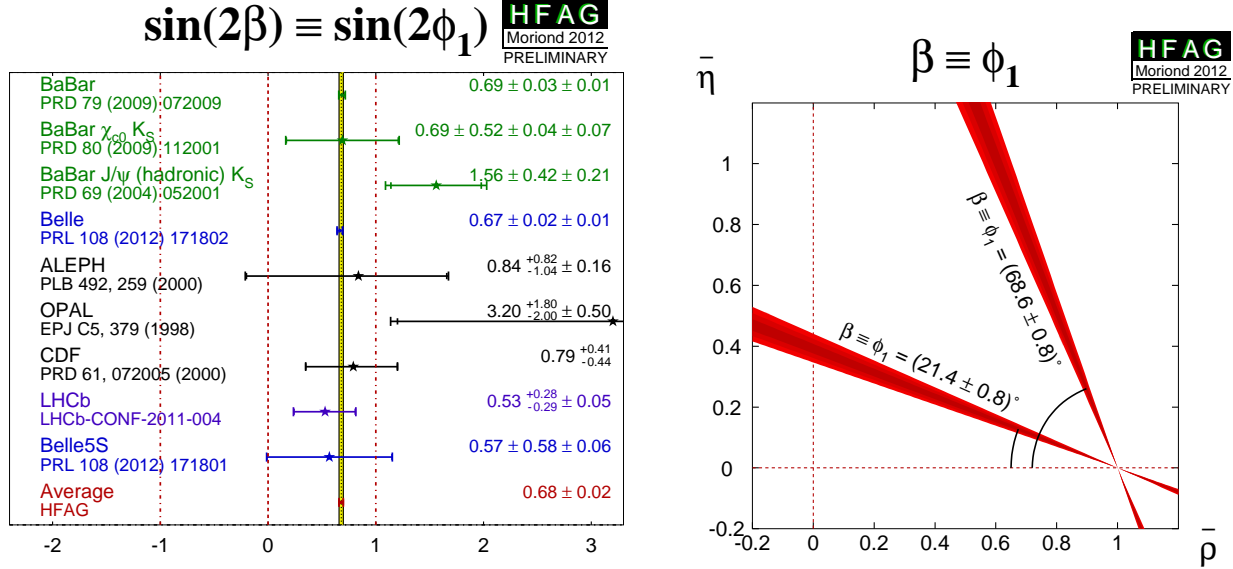 sin(2β) ≡ sin(2ϕ₁)
HFAG
Moriond 2012
PRELIMINARY
BaBar
PRD 79 (2009) 072009
0.69 ± 0.03 ± 0.01
BaBar χc0 KS
PRD 80 (2009) 112001
0.69 ± 0.52 ± 0.04 ± 0.07
BaBar J/ψ (hadronic) KS
PRD 69 (2004) 052001
1.56 ± 0.42 ± 0.21
Belle
PRL 108 (2012) 171802
0.67 ± 0.02 ± 0.01
ALEPH
PLB 492, 259 (2000)
0.84 +0.82 -1.04 ± 0.16
OPAL
EPJ C5, 379 (1998)
3.20 +1.80 -2.00 ± 0.50
CDF
PRD 61, 072005 (2000)
0.79 +0.41 -0.44
LHCb
LHCb-CONF-2011-004
0.53 +0.28 -0.29 ± 0.05
Belle5S
PRL 108 (2012) 171801
0.57 ± 0.58 ± 0.06
Average
HFAG
0.68 ± 0.02
-2 -1 0 1 2 3
β ≡ ϕ₁
HFAG
Moriond 2012
PRELIMINARY
η̄
1
0.8
0.6
0.4
0.2
0
-0.2
β ≡ ϕ₁ = (68.6 ± 0.8)°
β ≡ ϕ₁ = (21.4 ± 0.8)°
-0.2 0 0.2 0.4 0.6 0.8 1
ρ̄